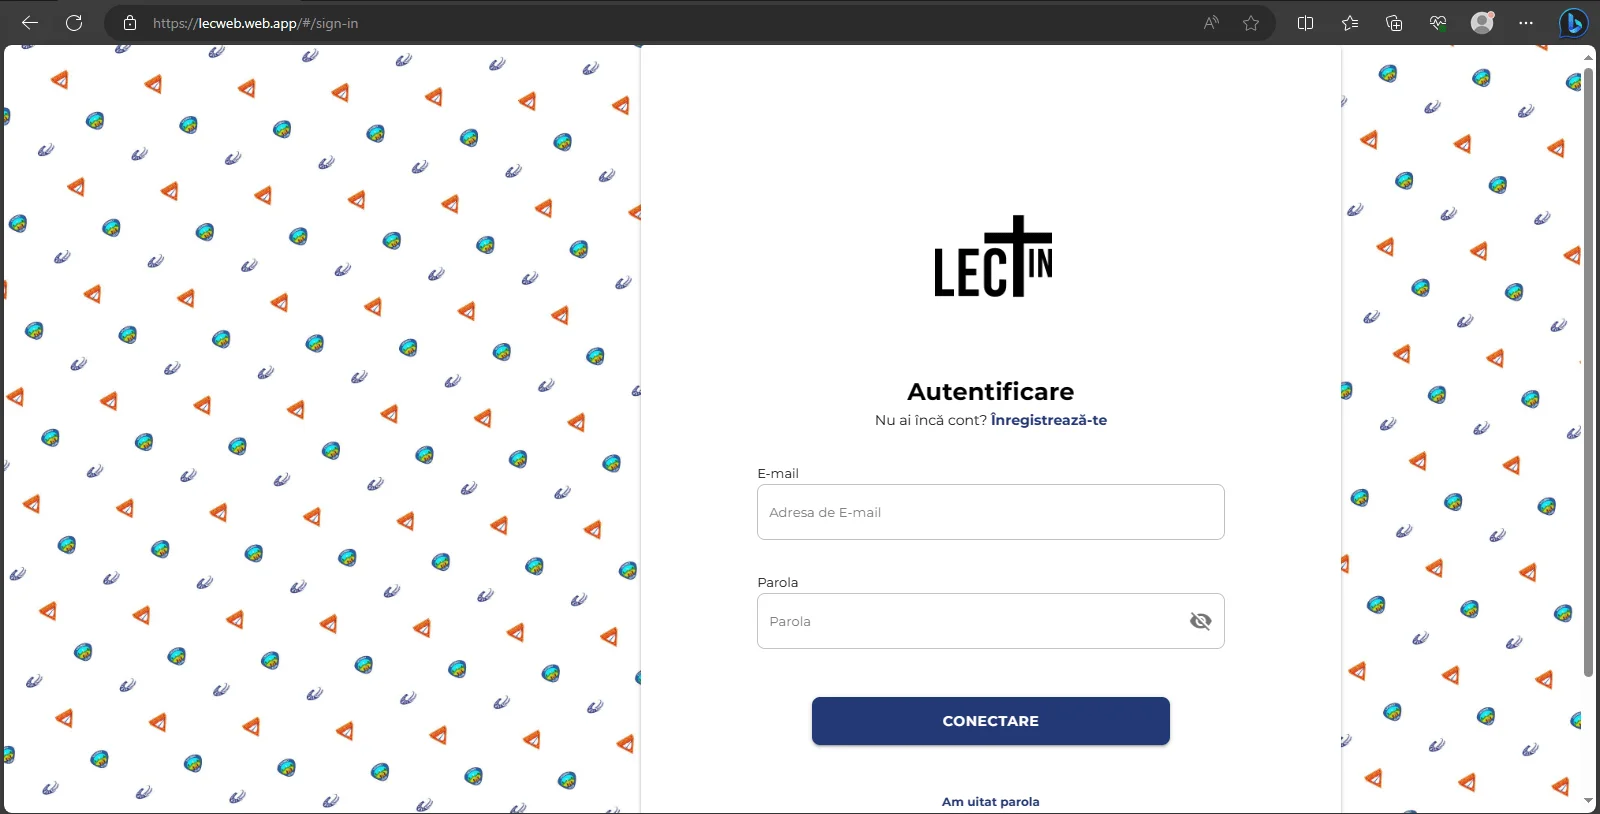 https://lecweb.web.app/#/sign-in
LECTIN
Autentificare
Nu ai încă cont? Înregistrează-te
E-mail
Adresa de E-mail
Parola
Parola
CONECTARE
Am uitat parola